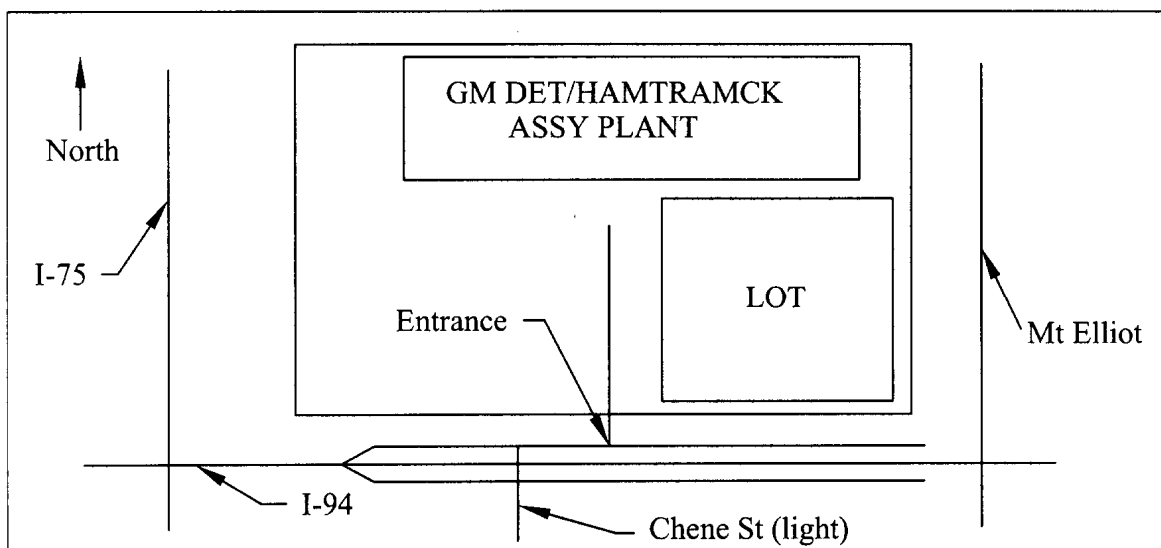 GM DET/HAMTRAMCK
ASSY PLANT
North
I-75
LOT
Entrance
Mt Elliot
I-94
Chene St (light)